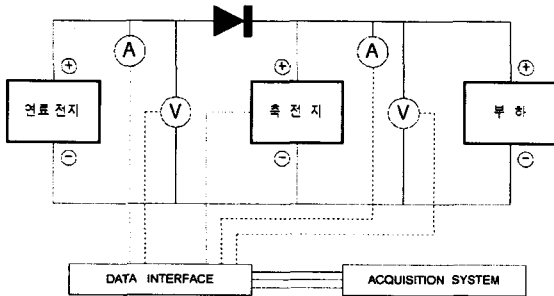 A
A
⊕
⊕
⊕
연료 전지
V
축 전 지
V
부 하
⊖
⊖
⊖
DATA INTERFACE
ACQUISITION SYSTEM